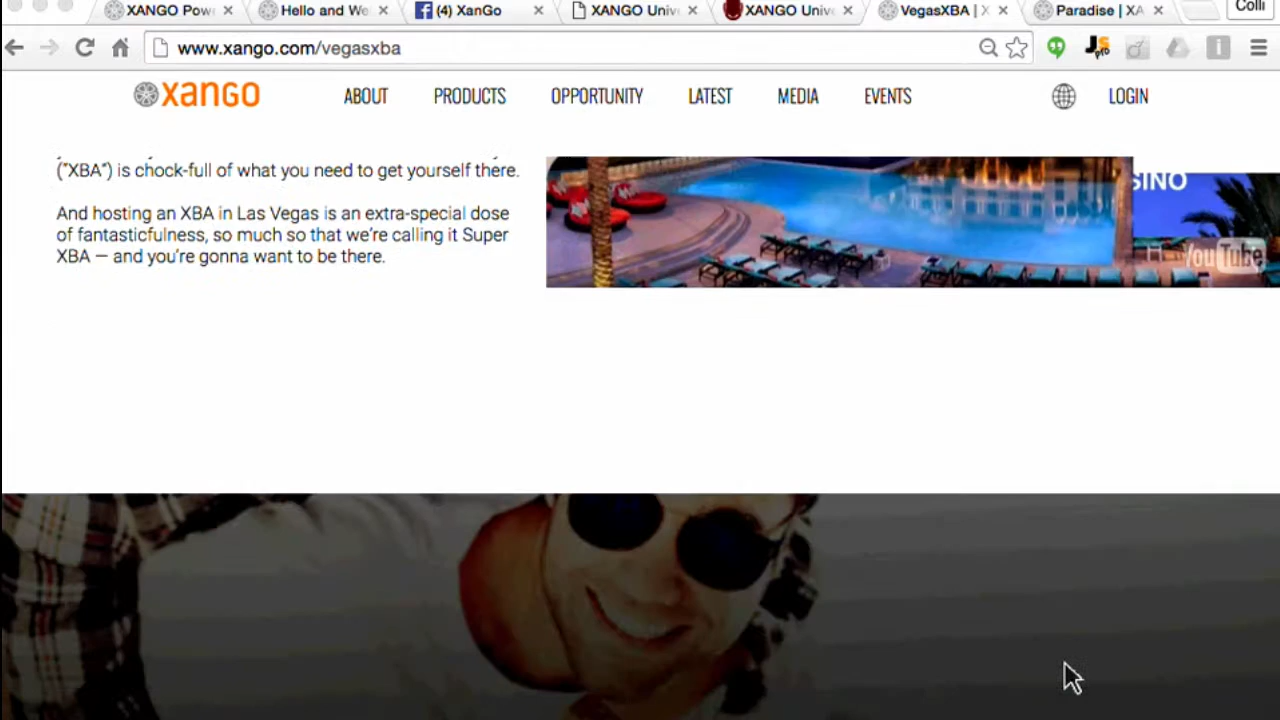 XANGO Pow
Hello and We
(4) XanGo
XANGO Univ
XANGO Univ
VegasXBA | X
Paradise | XA
Colli
www.xango.com/vegasxba
xango
ABOUT
PRODUCTS
OPPORTUNITY
LATEST
MEDIA
EVENTS
LOGIN
("XBA") is chock-full of what you need to get yourself there.
And hosting an XBA in Las Vegas is an extra-special dose
of fantasticfulness, so much so that we're calling it Super
XBA — and you're gonna want to be there.
SINO
YouTube